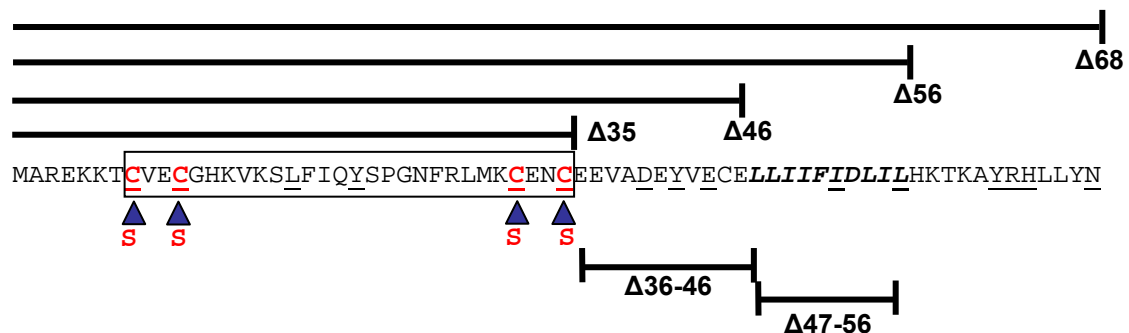 Δ68
Δ56
Δ46
Δ35
MAREKKTCVECGHKVKSLFIQYSPGNFRLMKCENCEEVADEYVECELLIIFIDLILHKTKAYRHLLYN
S S S S
Δ36-46
Δ47-56